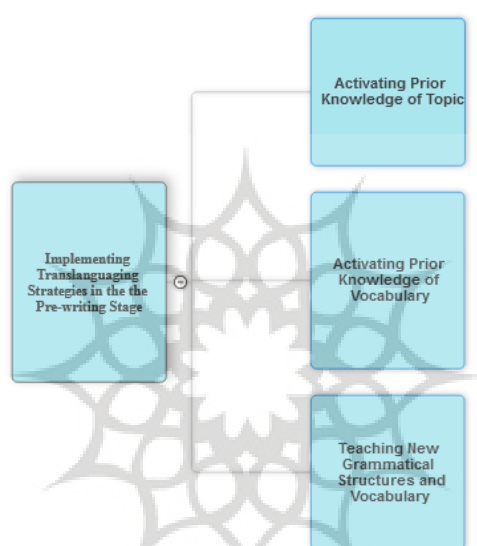 Implementing
Translanguaging
Strategies in the the
Pre-writing Stage
Activating Prior
Knowledge of Topic
Activating Prior
Knowledge of
Vocabulary
Teaching New
Grammatical
Structures and
Vocabulary